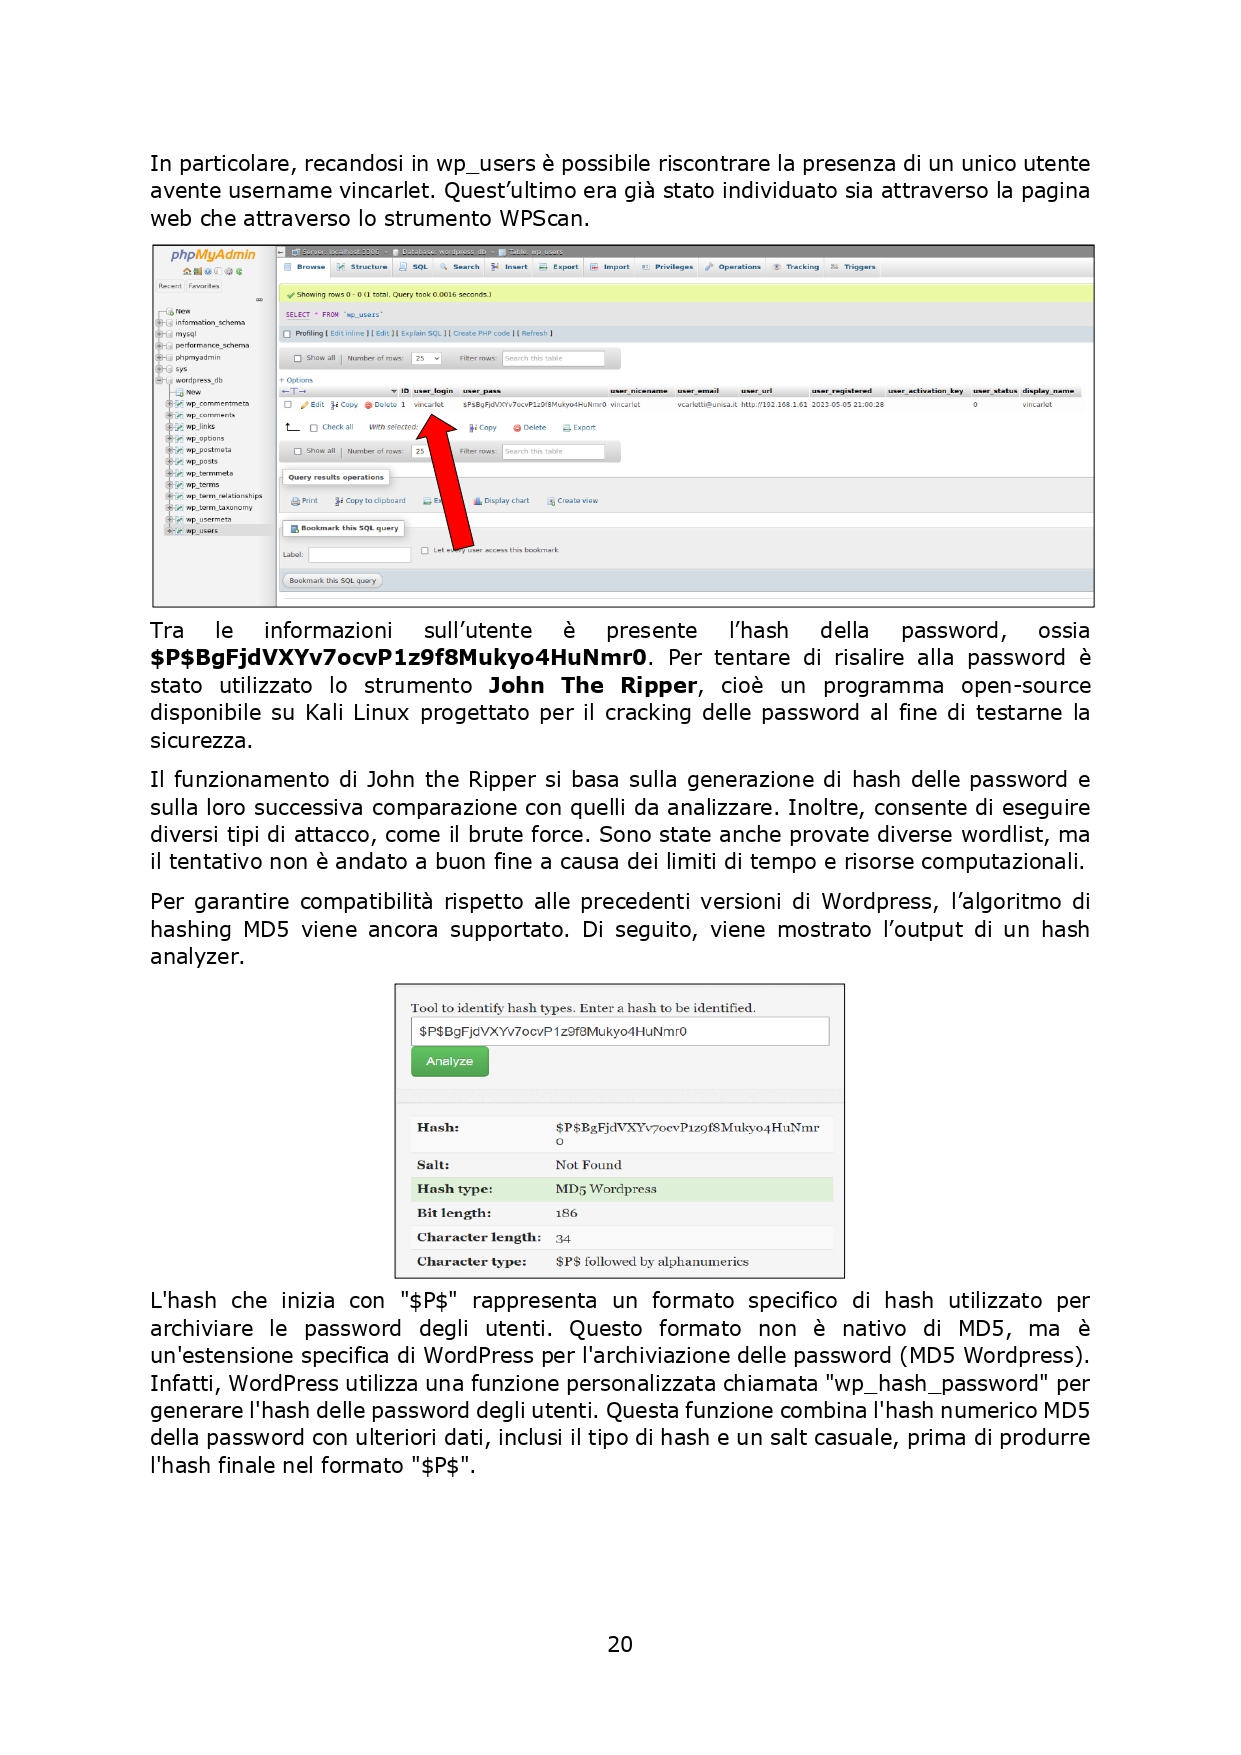 In particolare, recandosi in wp_users è possibile riscontrare la presenza di un unico utente
avente username vincarlet. Quest’ultimo era già stato individuato sia attraverso la pagina
web che attraverso lo strumento WPScan.
phpMyAdmin
Recent Favorites
New
information_schema
mysql
performance_schema
phpmyadmin
sys
wordpress_db
New
wp_commentmeta
wp_comments
wp_links
wp_options
wp_postmeta
wp_posts
wp_termmeta
wp_terms
wp_term_relationships
wp_term_taxonomy
wp_usermeta
wp_users
Server: localhost:3306 » Database: wordpress_db » Table: wp_users
Browse Structure SQL Search Insert Export Import Privileges Operations Tracking Triggers
Showing rows 0 - 0 (1 total, Query took 0.0016 seconds.)
SELECT * FROM `wp_users`
Profiling [ Edit inline ] [ Edit ] [ Explain SQL ] [ Create PHP code ] [ Refresh ]
Show all | Number of rows: 25 Filter rows: Search this table
+ Options
←T→ ID user_login user_pass user_nicename user_email user_url user_registered user_activation_key user_status display_name
Edit Copy Delete 1 vincarlet $P$BgFjdVXYv7ocvP1z9f8Mukyo4HuNmr0 vincarlet vcarletti@unisa.it http://192.168.1.61 2023-05-05 21:00:28 0 vincarlet
Check all With selected: Copy Delete Export
Show all | Number of rows: 25 Filter rows: Search this table
Query results operations
Print Copy to clipboard Display chart Create view
Bookmark this SQL query
Label: Let every user access this bookmark
Bookmark this SQL query
Tra le informazioni sull’utente è presente l’hash della password, ossia
$P$BgFjdVXYv7ocvP1z9f8Mukyo4HuNmr0. Per tentare di risalire alla password è
stato utilizzato lo strumento John The Ripper, cioè un programma open-source
disponibile su Kali Linux progettato per il cracking delle password al fine di testarne la
sicurezza.
Il funzionamento di John the Ripper si basa sulla generazione di hash delle password e
sulla loro successiva comparazione con quelli da analizzare. Inoltre, consente di eseguire
diversi tipi di attacco, come il brute force. Sono state anche provate diverse wordlist, ma
il tentativo non è andato a buon fine a causa dei limiti di tempo e risorse computazionali.
Per garantire compatibilità rispetto alle precedenti versioni di Wordpress, l’algoritmo di
hashing MD5 viene ancora supportato. Di seguito, viene mostrato l’output di un hash
analyzer.
Tool to identify hash types. Enter a hash to be identified.
$P$BgFjdVXYv7ocvP1z9f8Mukyo4HuNmr0
Analyze
Hash: $P$BgFjdVXYv7ocvP1z9f8Mukyo4HuNmr
0
Salt: Not Found
Hash type: MD5 Wordpress
Bit length: 186
Character length: 34
Character type: $P$ followed by alphanumerics
L'hash che inizia con "$P$" rappresenta un formato specifico di hash utilizzato per
archiviare le password degli utenti. Questo formato non è nativo di MD5, ma è
un'estensione specifica di WordPress per l'archiviazione delle password (MD5 Wordpress).
Infatti, WordPress utilizza una funzione personalizzata chiamata "wp_hash_password" per
generare l'hash delle password degli utenti. Questa funzione combina l'hash numerico MD5
della password con ulteriori dati, inclusi il tipo di hash e un salt casuale, prima di produrre
l'hash finale nel formato "$P$".
20